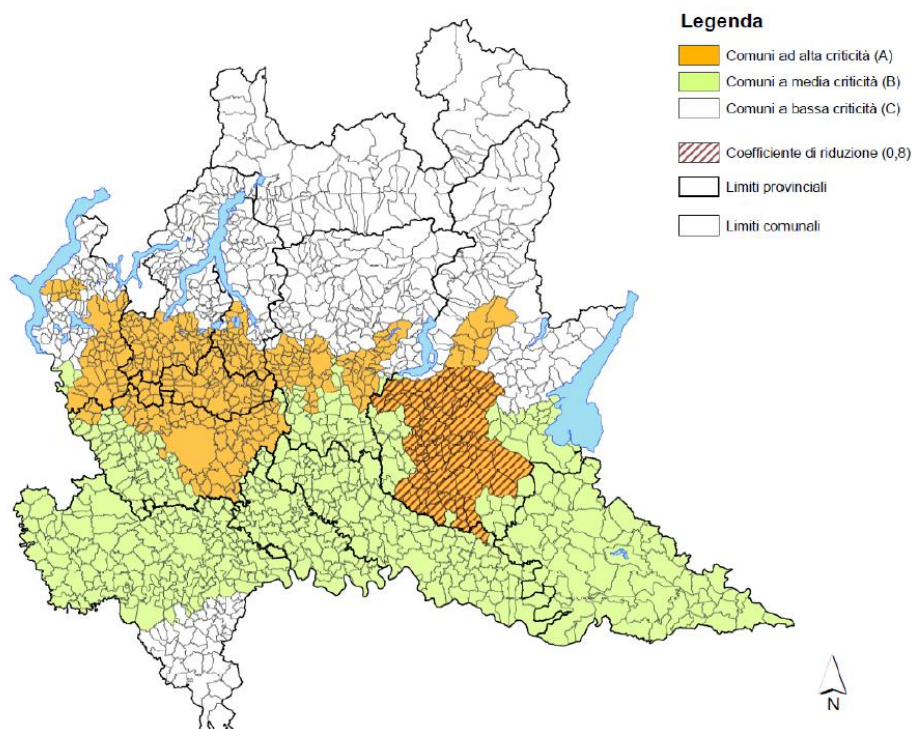 Legenda
Comuni ad alta criticità (A)
Comuni a media criticità (B)
Comuni a bassa criticità (C)
Coefficiente di riduzione (0,8)
Limiti provinciali
Limiti comunali
N